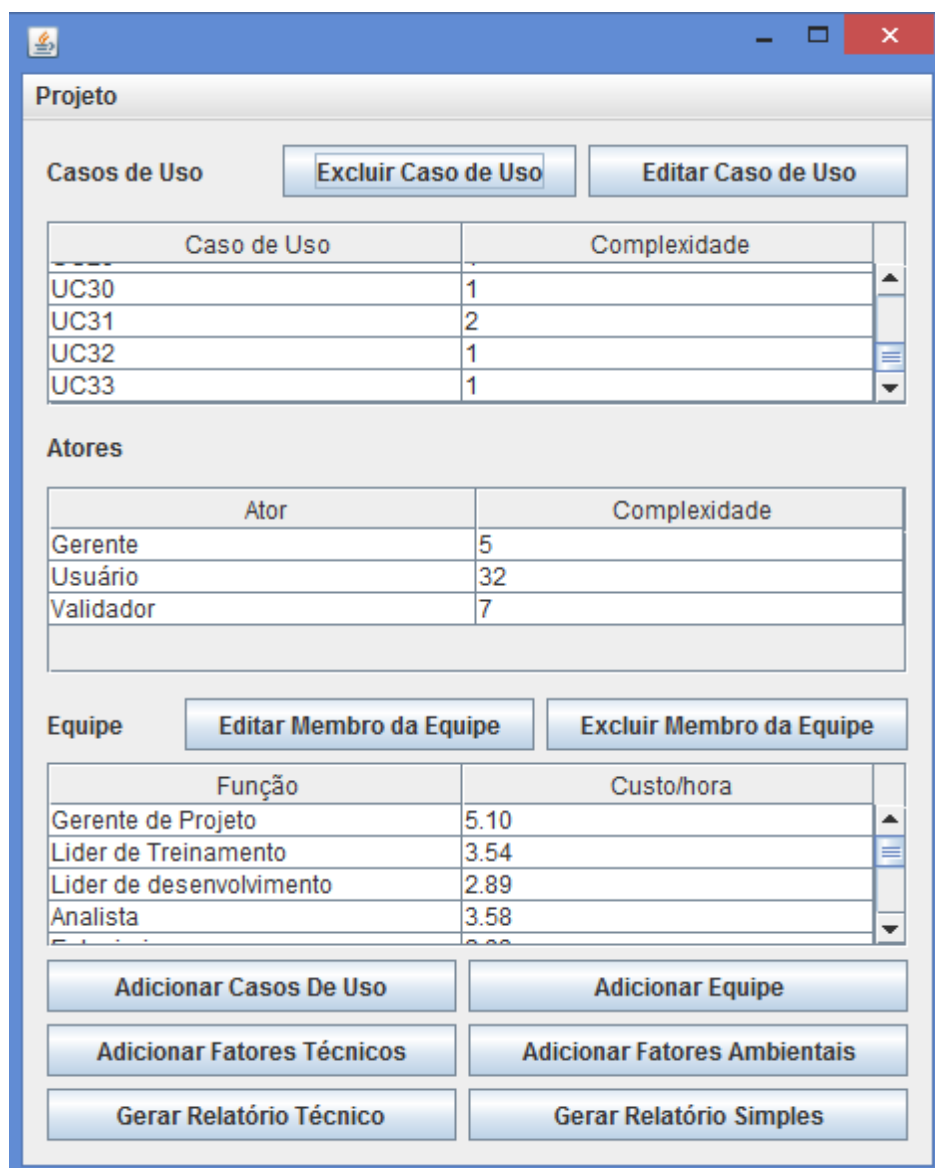 Projeto
Casos de Uso Excluir Caso de Uso Editar Caso de Uso
Caso de Uso Complexidade
UC30 1
UC31 2
UC32 1
UC33 1
Atores
Ator Complexidade
Gerente 5
Usuário 32
Validador 7
Equipe Editar Membro da Equipe Excluir Membro da Equipe
Função Custo/hora
Gerente de Projeto 5.10
Lider de Treinamento 3.54
Lider de desenvolvimento 2.89
Analista 3.58
Adicionar Casos De Uso Adicionar Equipe
Adicionar Fatores Técnicos Adicionar Fatores Ambientais
Gerar Relatório Técnico Gerar Relatório Simples